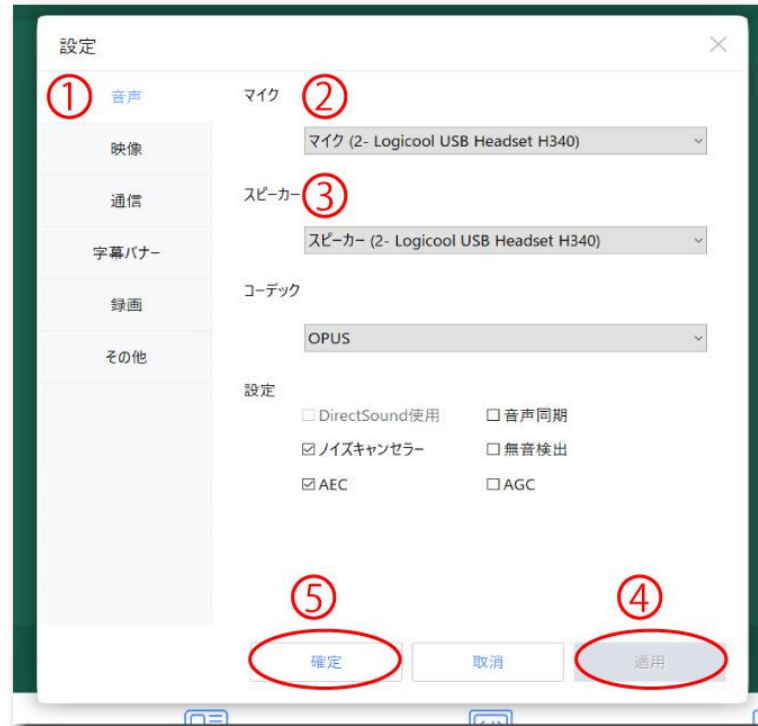 設定
① 音声
映像
通信
字幕バナー
録画
その他
マイク ②
マイク (2- Logicool USB Headset H340)
スピーカー ③
スピーカー (2- Logicool USB Headset H340)
コーデック
OPUS
設定
DirectSound使用 音声同期
ノイズキャンセラー 無音検出
AEC AGC
⑤ ④
確定 取消 適用